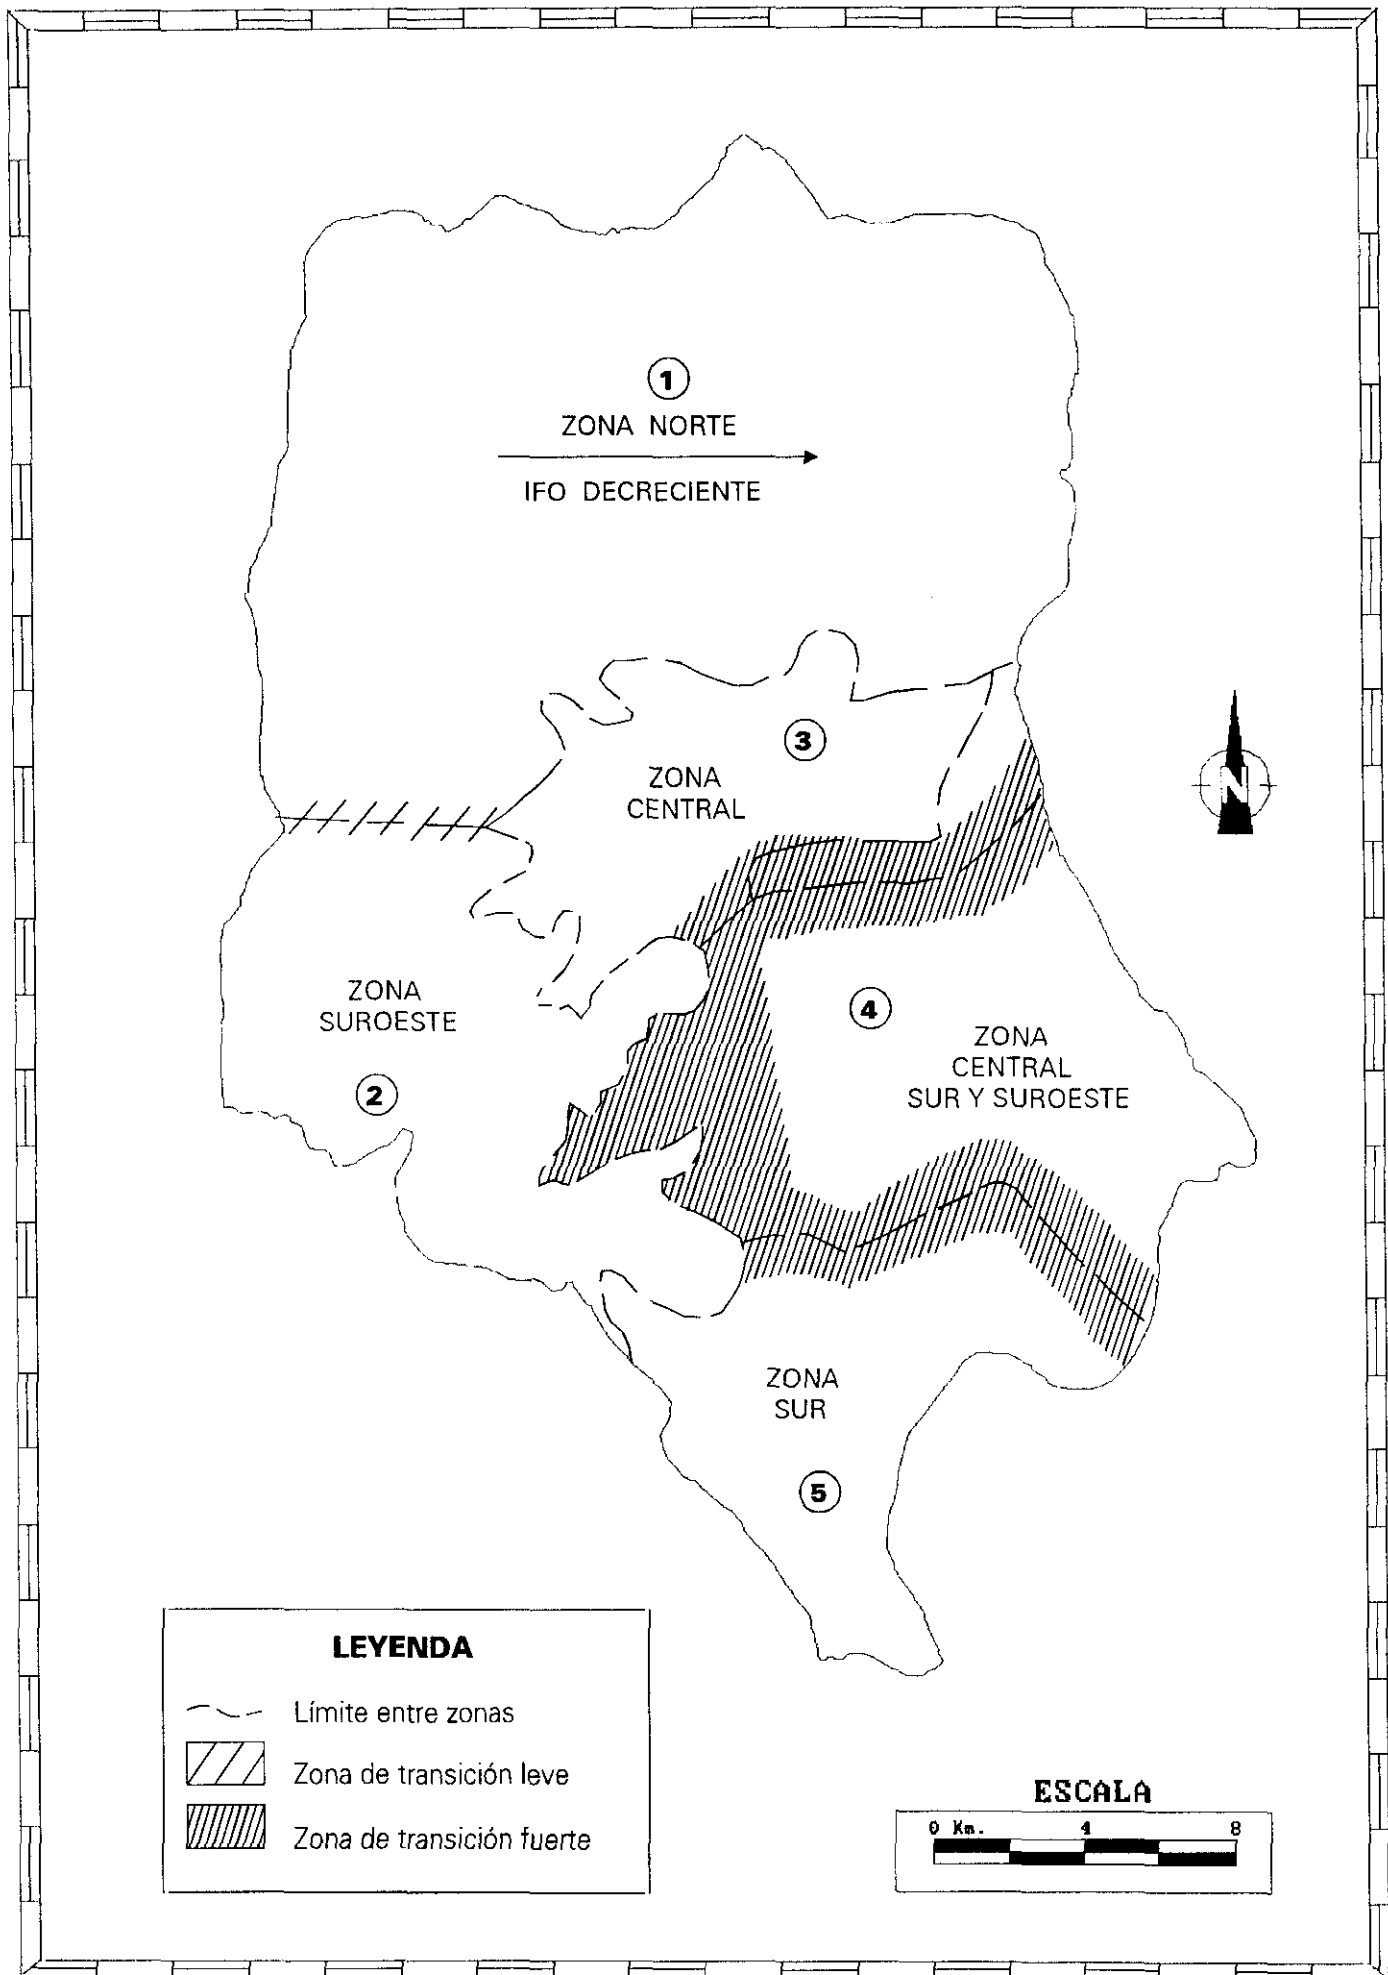 1
ZONA NORTE
IFO DECRECIENTE
3
ZONA
CENTRAL
N
ZONA
SUROESTE
2
4
ZONA
CENTRAL
SUR Y SUROESTE
ZONA
SUR
5
LEYENDA
Límite entre zonas
Zona de transición leve
Zona de transición fuerte
ESCALA
0 Km. 4 8